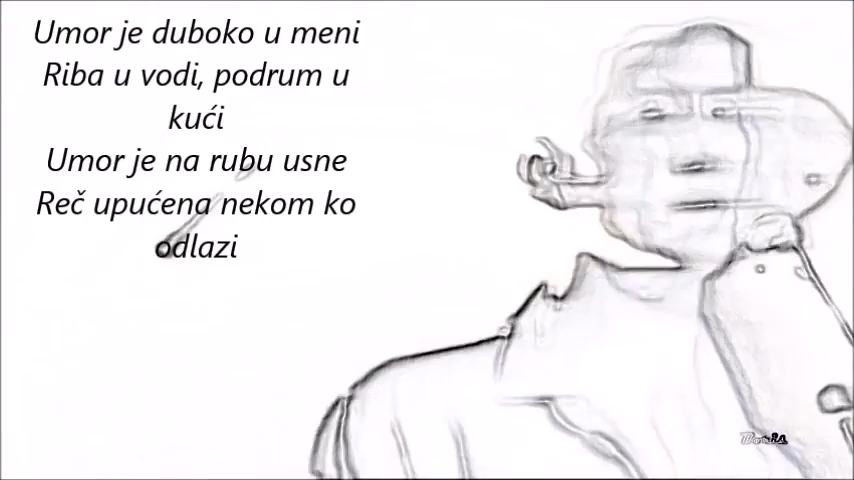 Umor je duboko u meni
Riba u vodi, podrum u
kući
Umor je na rubu usne
Reč upućena nekom ko
odlazi